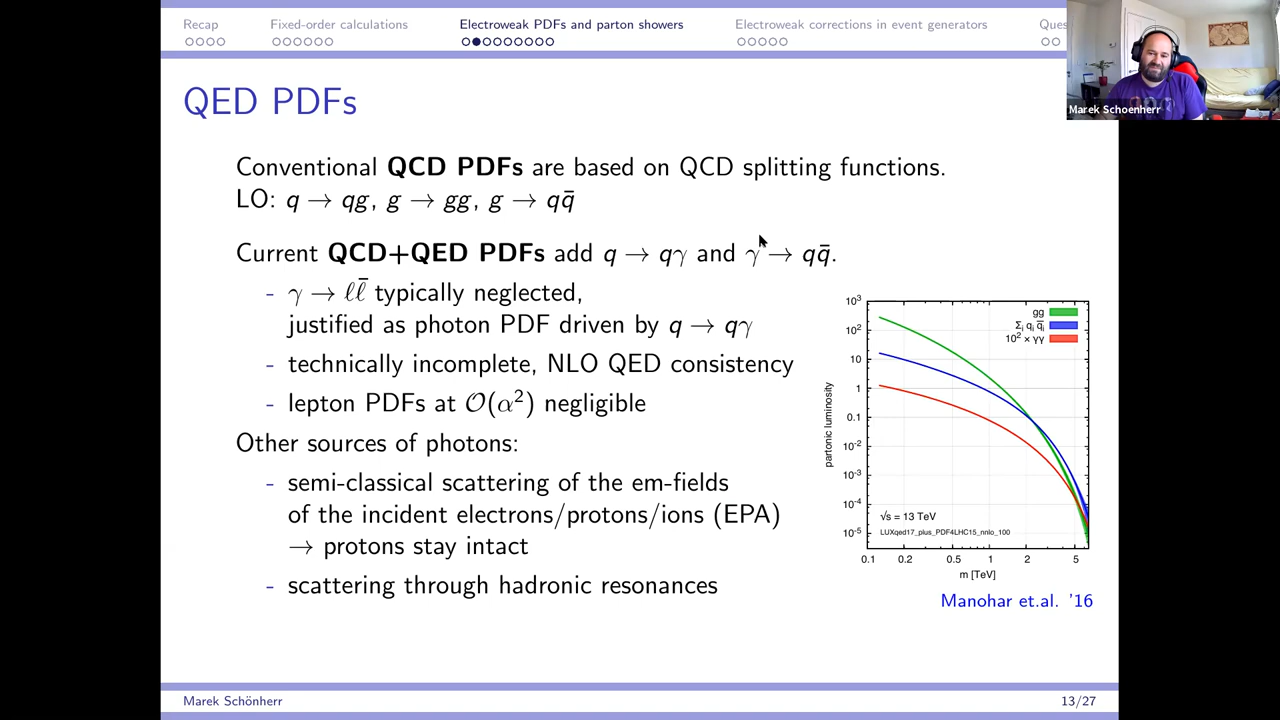 Recap
Fixed-order calculations
Electroweak PDFs and parton showers
Electroweak corrections in event generators
Ques
Marek Schoenherr
QED PDFs
Conventional QCD PDFs are based on QCD splitting functions.
LO: q → qg, g → gg, g → qq̄
Current QCD+QED PDFs add q → qγ and γ → qq̄.
- γ → ℓℓ̄ typically neglected,
justified as photon PDF driven by q → qγ
- technically incomplete, NLO QED consistency
- lepton PDFs at 𝒪(α²) negligible
Other sources of photons:
- semi-classical scattering of the em-fields
of the incident electrons/protons/ions (EPA)
→ protons stay intact
- scattering through hadronic resonances
partonic luminosity
10³
10²
10
1
0.1
10⁻²
10⁻³
10⁻⁴
10⁻⁵
gg
Σᵢ qᵢ q̄ᵢ
10² × γγ
√s = 13 TeV
LUXqed17_plus_PDF4LHC15_nnlo_100
0.1 0.2 0.5 1 2 5
m [TeV]
Manohar et.al. '16
Marek Schönherr
13/27